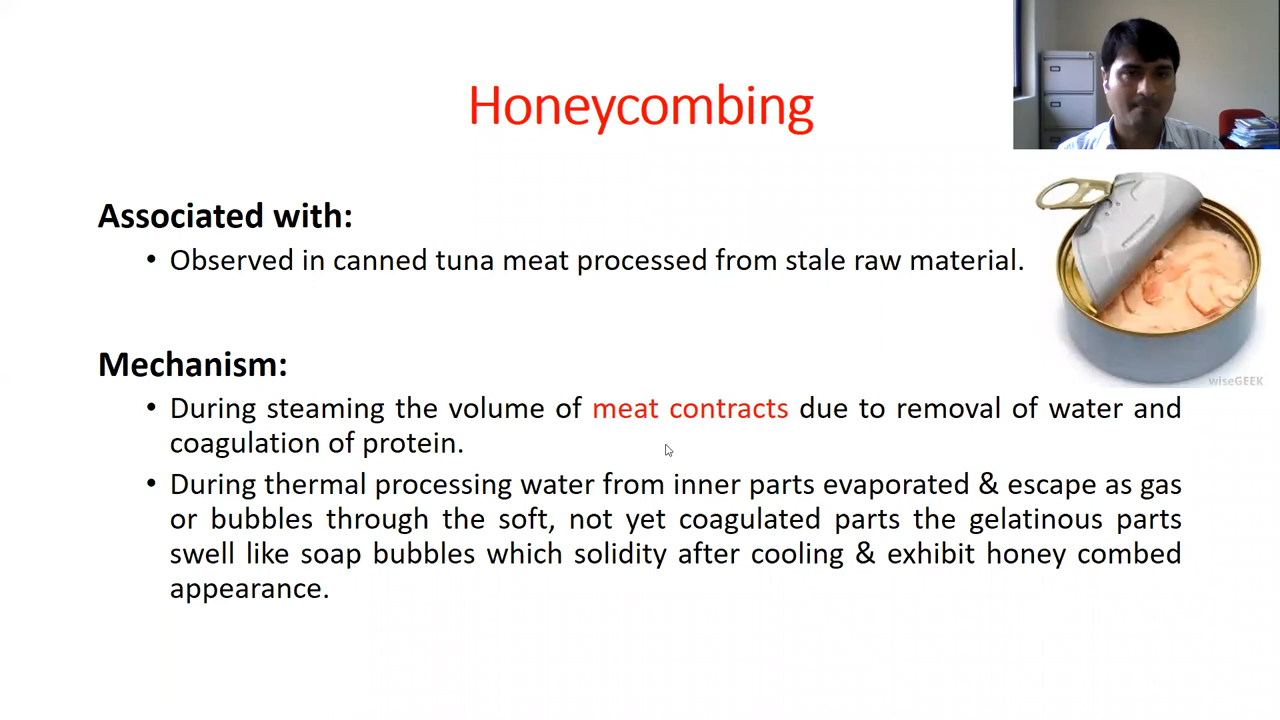 Honeycombing
Associated with:
• Observed in canned tuna meat processed from stale raw material.
wiseGEEK
Mechanism:
• During steaming the volume of meat contracts due to removal of water and
coagulation of protein.
• During thermal processing water from inner parts evaporated & escape as gas
or bubbles through the soft, not yet coagulated parts the gelatinous parts
swell like soap bubbles which solidity after cooling & exhibit honey combed
appearance.